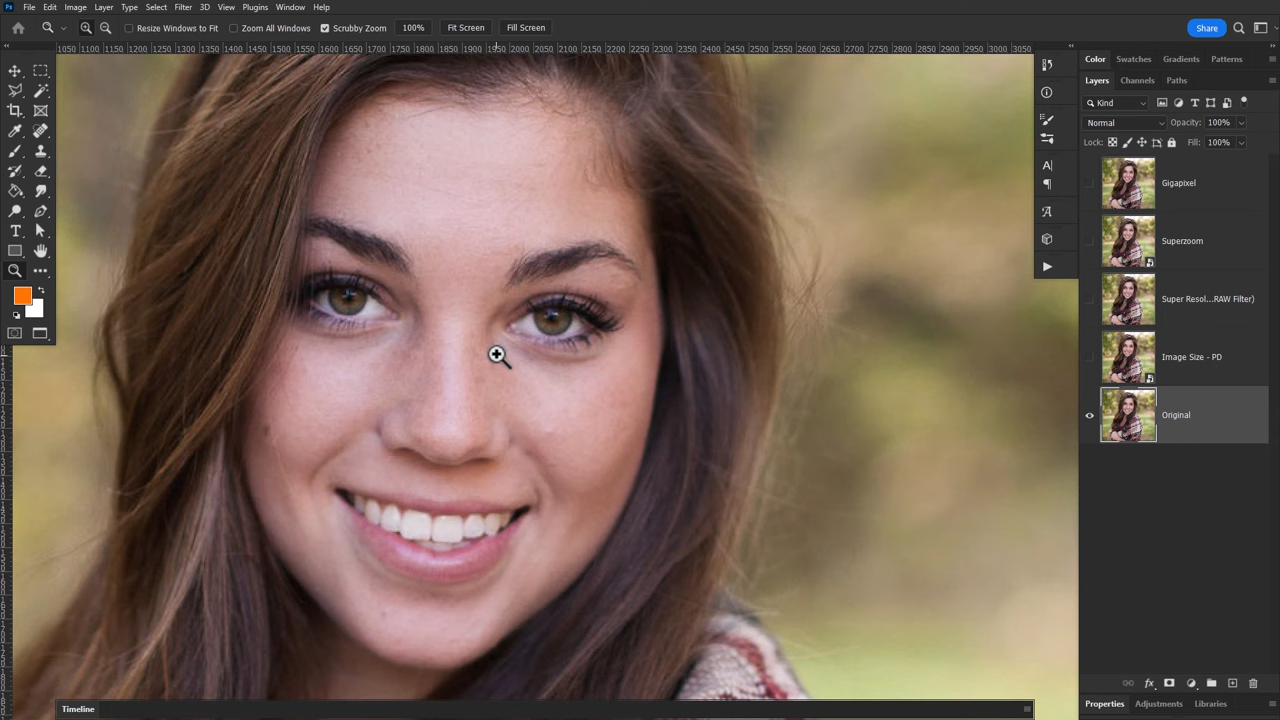 Ps File Edit Image Layer Type Select Filter 3D View Plugins Window Help
Resize Windows to Fit Zoom All Windows Scrubby Zoom 100% Fit Screen Fill Screen Share
1050 1100 1150 1200 1250 1300 1350 1400 1450 1500 1550 1600 1650 1700 1750 1800 1850 1900 1950 2000 2050 2100 2150 2200 2250 2300 2350 2400 2450 2500 2550 2600 2650 2700 2750 2800 2850 2900 2950 3000 3050
Color Swatches Gradients Patterns
Layers Channels Paths
Kind
Normal Opacity: 100%
Lock: Fill: 100%
Gigapixel
Superzoom
Super Resol...RAW Filter)
Image Size - PD
Original
Timeline
Properties Adjustments Libraries